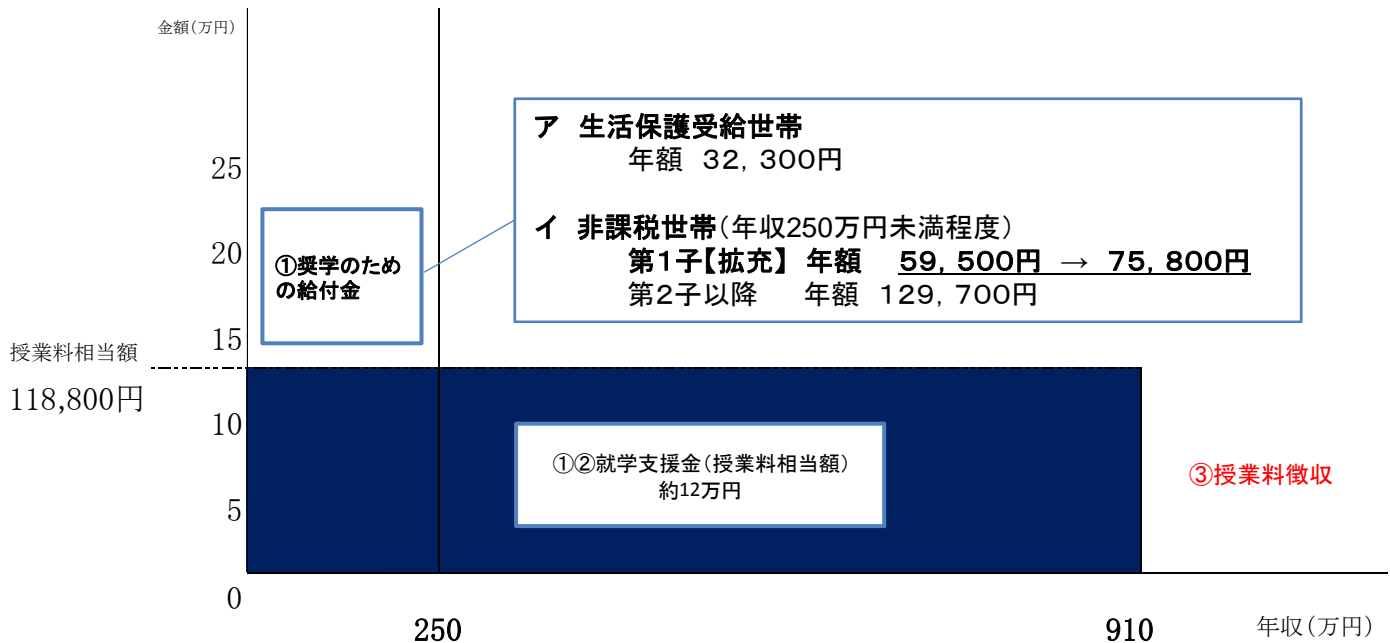 金額(万円)
ア 生活保護受給世帯
年額 32,300円
イ 非課税世帯(年収250万円未満程度)
第1子【拡充】 年額 59,500円 → 75,800円
第2子以降 年額 129,700円
25
20
15
10
5
0
①奨学のため
の給付金
授業料相当額
118,800円
①②就学支援金(授業料相当額)
約12万円
③授業料徴収
250
910
年収(万円)